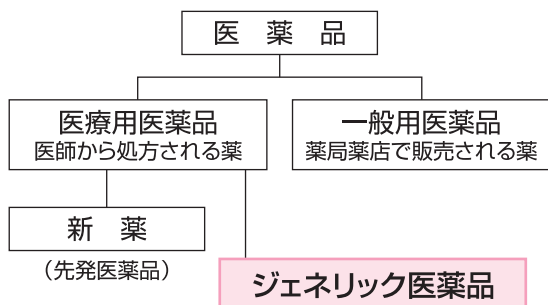 医 薬 品
医療用医薬品
医師から処方される薬
一般用医薬品
薬局薬店で販売される薬
新 薬
（先発医薬品）
ジェネリック医薬品